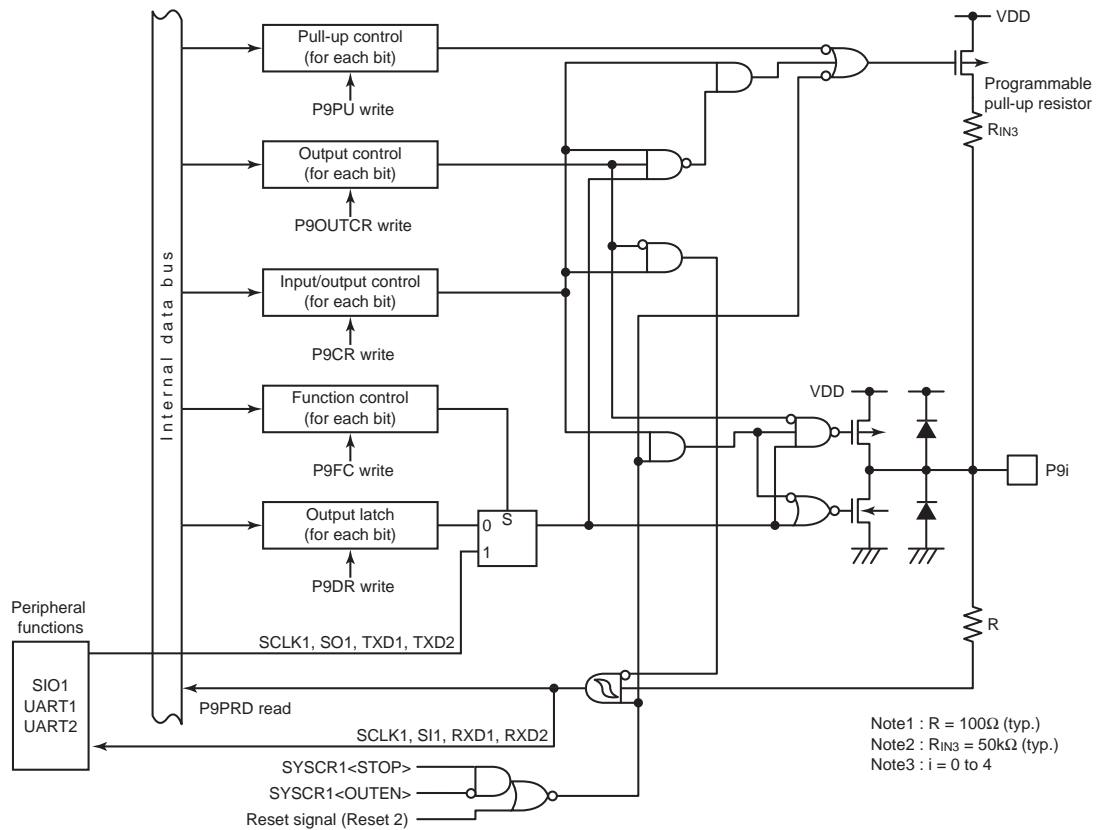 VDD
Pull-up control
(for each bit)
P9PU write
Programmable
pull-up resistor
RIN3
Output control
(for each bit)
P9OUTCR write
Internal data bus
Input/output control
(for each bit)
P9CR write
Function control
(for each bit)
P9FC write
VDD
P9i
Output latch
(for each bit)
P9DR write
0
S
1
Peripheral
functions
SIO1
UART1
UART2
SCLK1, SO1, TXD1, TXD2
R
P9PRD read
SCLK1, SI1, RXD1, RXD2
SYSCR1<STOP>
SYSCR1<OUTEN>
Reset signal (Reset 2)
Note1 : R = 100Ω (typ.)
Note2 : RIN3 = 50kΩ (typ.)
Note3 : i = 0 to 4